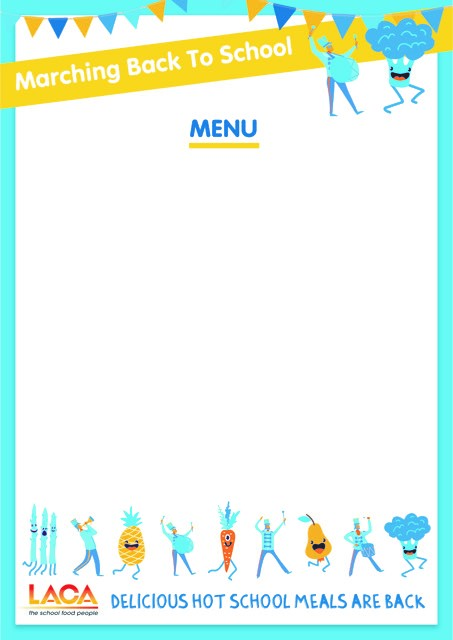 Marching Back To School
MENU
LACA
the school food people
DELICIOUS HOT SCHOOL MEALS ARE BACK